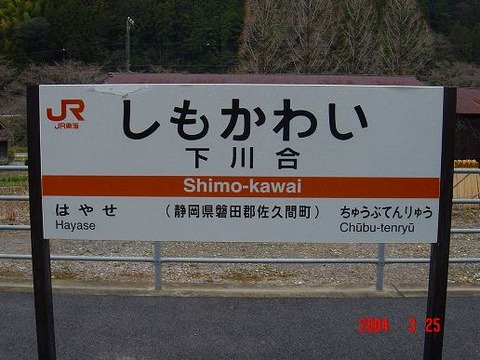 JR
JR東海
しもかわい
下川合
Shimo-kawai
はやせ
Hayase
(静岡県磐田郡佐久間町)
ちゅうぶてんりゅう
Chūbu-tenryū
2004 3 25